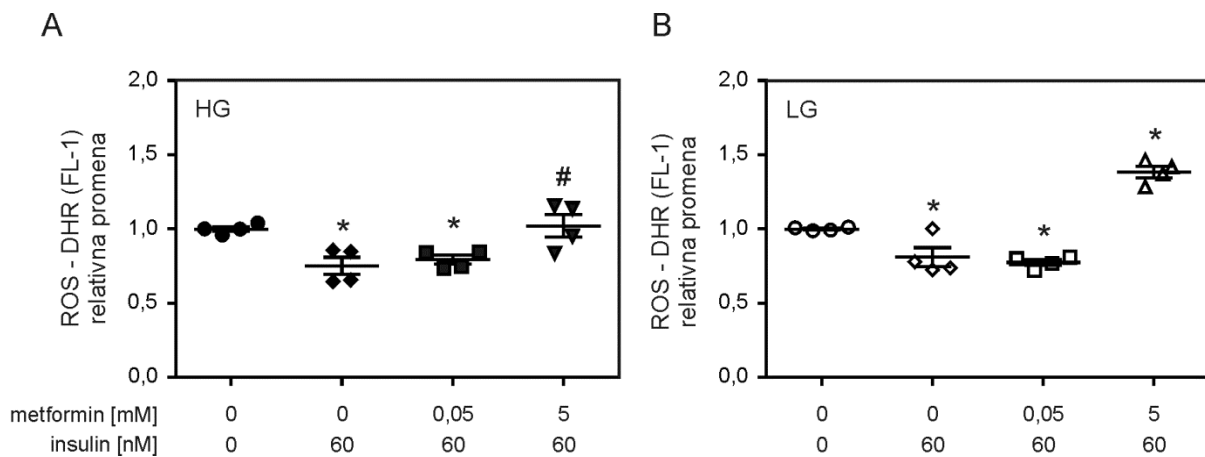 A
HG
ROS - DHR (FL-1)
relativna promena
2,0
1,5
1,0
0,5
0,0
*
*
#
metformin [mM] 0 0 0,05 5
insulin [nM] 0 60 60 60
B
LG
ROS - DHR (FL-1)
relativna promena
2,0
1,5
1,0
0,5
0,0
*
*
*
0 0 0,05 5
0 60 60 60